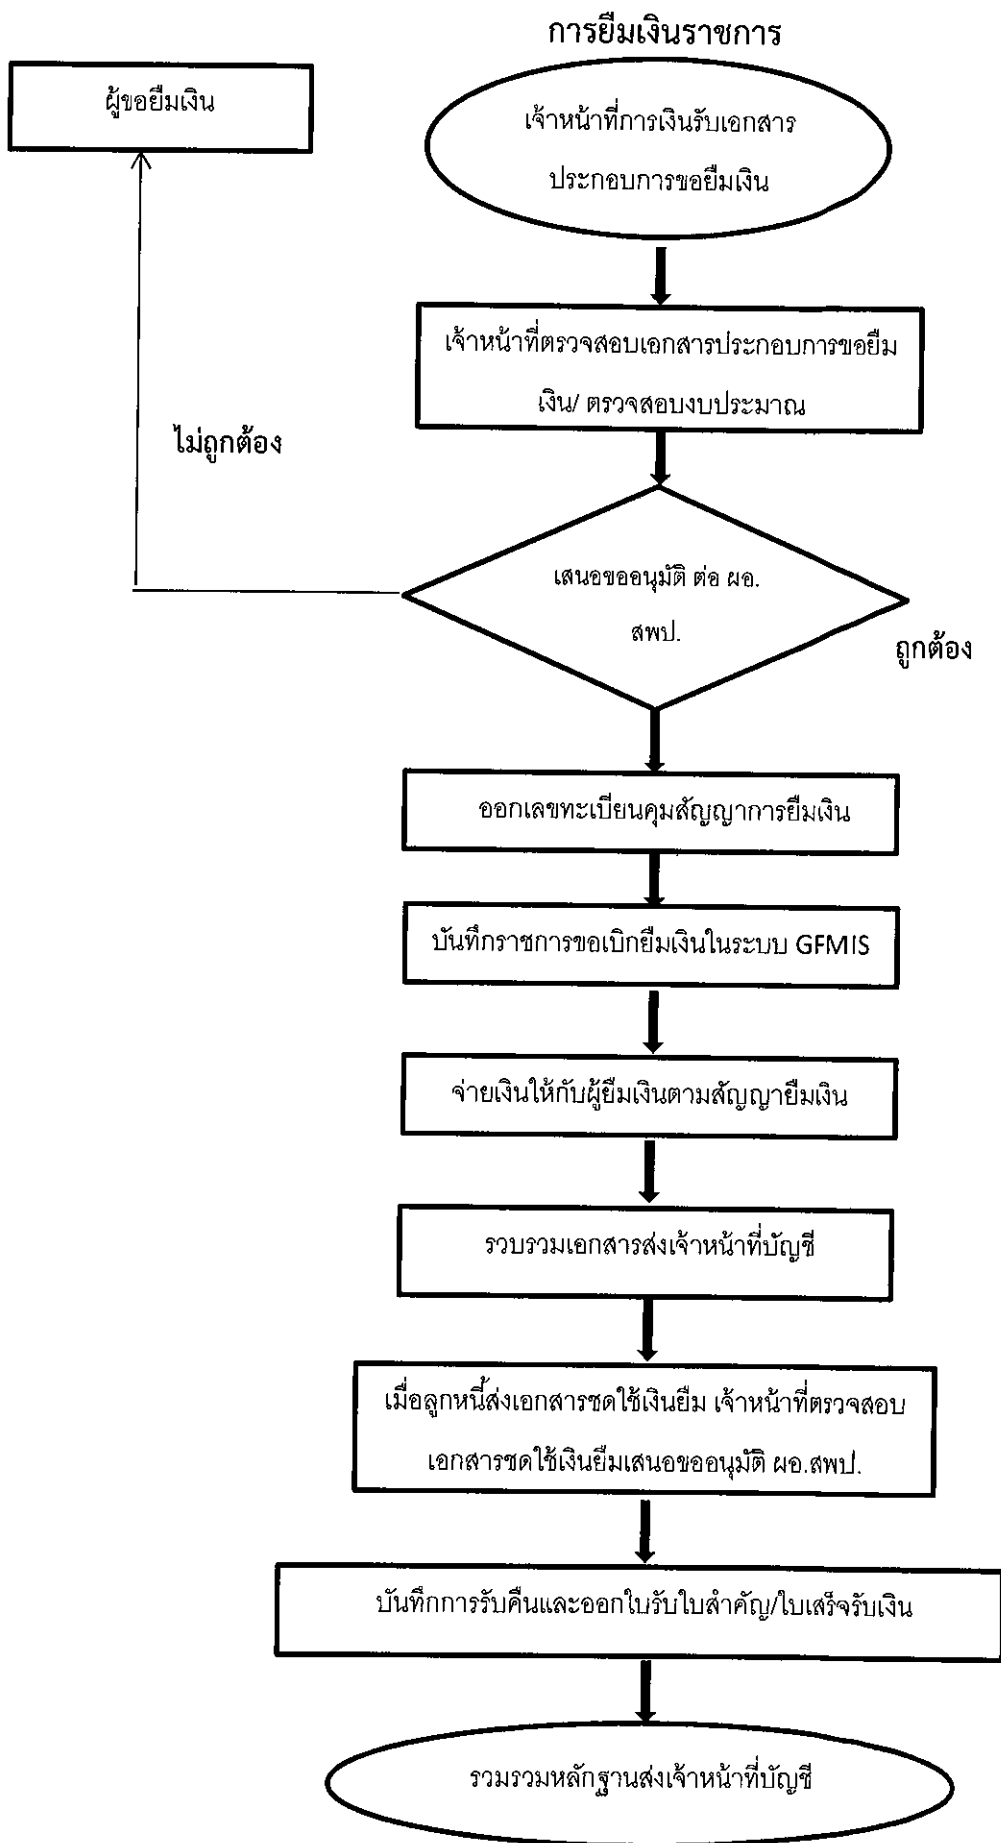 การยืมเงินราชการ
ผู้ขอยืมเงิน
เจ้าหน้าที่การเงินรับเอกสาร
ประกอบการขอยืมเงิน
เจ้าหน้าที่ตรวจสอบเอกสารประกอบการขอยืม
เงิน/ ตรวจสอบงบประมาณ
ไม่ถูกต้อง
เสนอขออนุมัติ ต่อ ผอ.
สพป.
ถูกต้อง
ออกเลขทะเบียนคุมสัญญาการยืมเงิน
บันทึกราชการขอเบิกยืมเงินในระบบ GFMIS
จ่ายเงินให้กับผู้ยืมเงินตามสัญญายืมเงิน
รวบรวมเอกสารส่งเจ้าหน้าที่บัญชี
เมื่อลูกหนี้ส่งเอกสารชดใช้เงินยืม เจ้าหน้าที่ตรวจสอบ
เอกสารชดใช้เงินยืมเสนอขออนุมัติ ผอ.สพป.
บันทึกการรับคืนและออกใบรับใบสำคัญ/ใบเสร็จรับเงิน
รวมรวมหลักฐานส่งเจ้าหน้าที่บัญชี